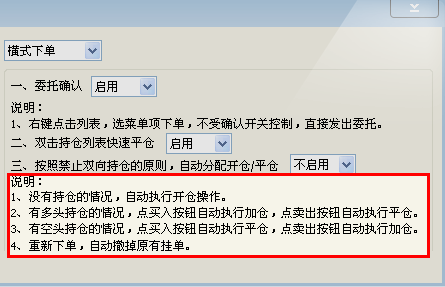 横式下单
一、委托确认 启用
说明：
1、右键点击列表，选菜单项下单，不受确认开关控制，直接发出委托。
二、双击持仓列表快速平仓 启用
三、按照禁止双向持仓的原则，自动分配开仓/平仓 不启用
说明：
1、没有持仓的情况，自动执行开仓操作。
2、有多头持仓的情况，点买入按钮自动执行加仓，点卖出按钮自动执行平仓。
3、有空头持仓的情况，点买入按钮自动执行平仓，点卖出按钮自动执行加仓。
4、重新下单，自动撤掉原有挂单。